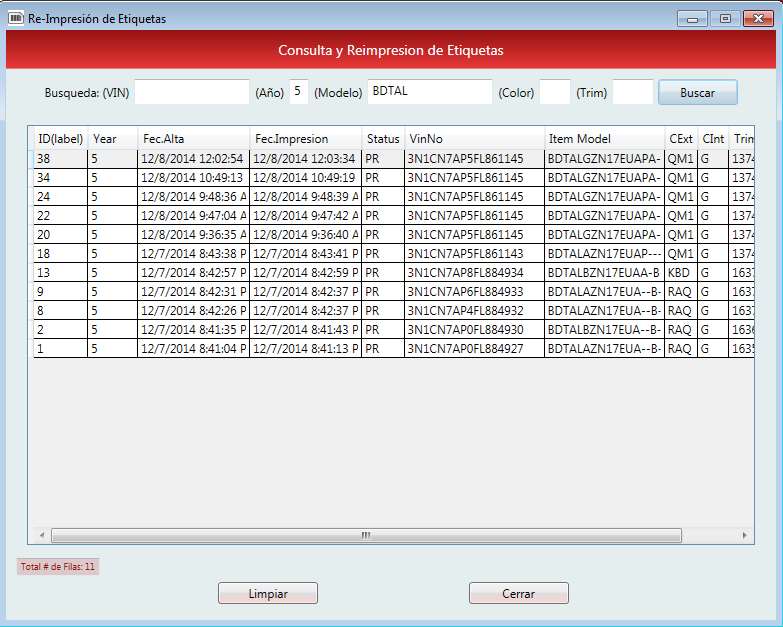 Re-Impresión de Etiquetas
Consulta y Reimpresion de Etiquetas
Busqueda: (VIN) (Año) 5 (Modelo) BDTAL (Color) (Trim) Buscar
ID(label) Year Fec.Alta Fec.Impresion Status VinNo Item Model CExt CInt Trim
38 5 12/8/2014 12:02:54 12/8/2014 12:03:34 PR 3N1CN7AP5FL861145 BDTALGZN17EUAPA- QM1 G 1374
34 5 12/8/2014 10:49:13 12/8/2014 10:49:19 PR 3N1CN7AP5FL861145 BDTALGZN17EUAPA- QM1 G 1374
24 5 12/8/2014 9:48:36 A 12/8/2014 9:48:39 A PR 3N1CN7AP5FL861145 BDTALGZN17EUAPA- QM1 G 1374
22 5 12/8/2014 9:47:04 A 12/8/2014 9:47:42 A PR 3N1CN7AP5FL861145 BDTALGZN17EUAPA- QM1 G 1374
20 5 12/8/2014 9:36:35 A 12/8/2014 9:36:40 A PR 3N1CN7AP5FL861145 BDTALGZN17EUAPA- QM1 G 1374
18 5 12/7/2014 8:43:38 P 12/7/2014 8:43:41 P PR 3N1CN7AP5FL861143 BDTALAZN17EUAP--- QM1 G 1374
13 5 12/7/2014 8:42:57 P 12/7/2014 8:42:59 P PR 3N1CN7AP8FL884934 BDTALBZN17EUAA-B KBD G 1637
9 5 12/7/2014 8:42:31 P 12/7/2014 8:42:37 P PR 3N1CN7AP6FL884933 BDTALAZN17EUA--B- RAQ G 1637
8 5 12/7/2014 8:42:26 P 12/7/2014 8:42:37 P PR 3N1CN7AP4FL884932 BDTALAZN17EUA--B- RAQ G 1637
2 5 12/7/2014 8:41:35 P 12/7/2014 8:41:43 P PR 3N1CN7AP0FL884930 BDTALBZN17EUA--B- RAQ G 1636
1 5 12/7/2014 8:41:04 P 12/7/2014 8:41:13 P PR 3N1CN7AP0FL884927 BDTALAZN17EUA--B- RAQ G 1635
Total # de Filas: 11
Limpiar Cerrar